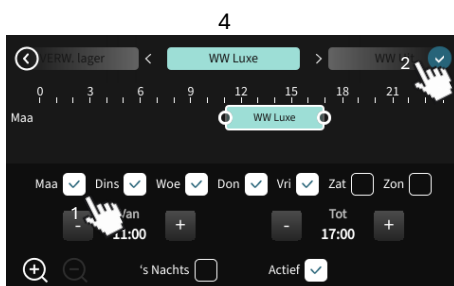 4
VERW. lager < WW Luxe > WW 2
0 3 6 9 12 15 18 21
Maa WW Luxe
Maa Dins Woe Don Vri Zat Zon
1
- Van 11:00 + - Tot 17:00 +
's Nachts Actief